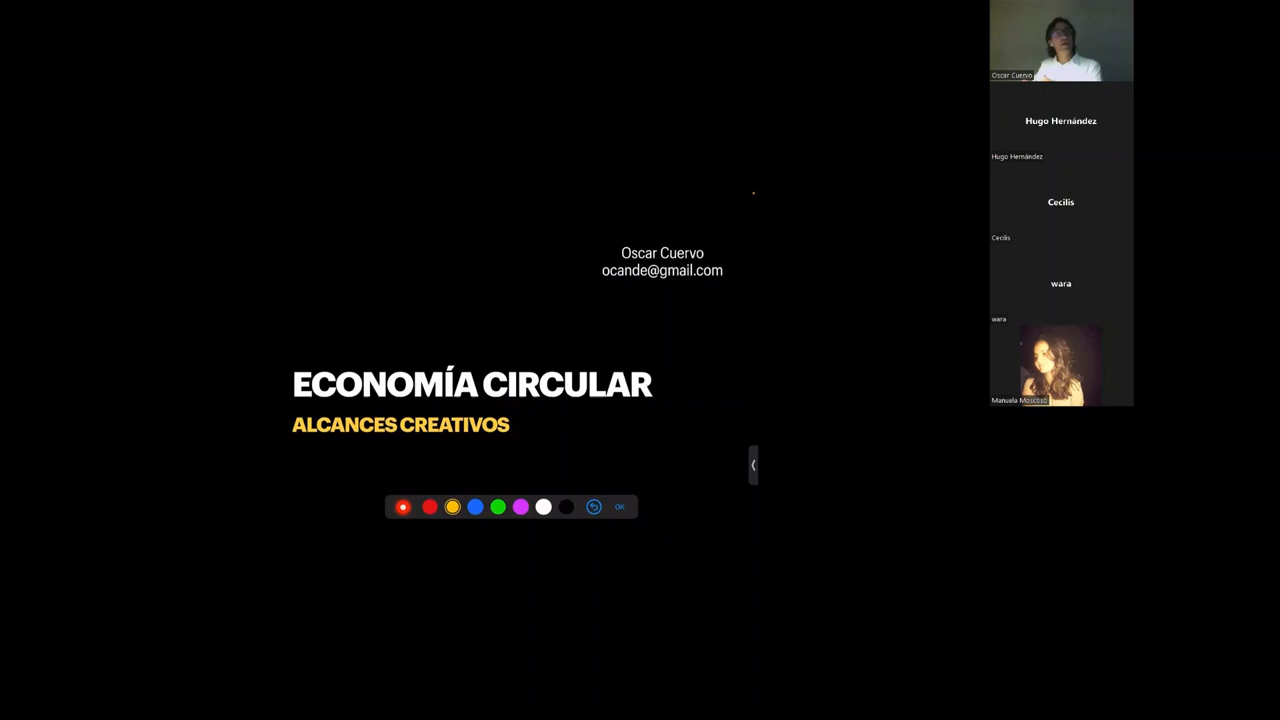 Oscar Cuervo
ocande@gmail.com
ECONOMÍA CIRCULAR
ALCANCES CREATIVOS
OK
Oscar Cuervo
Hugo Hernández
Hugo Hernández
Cecilis
Cecilis
wara
wara
Manuela Moscoso